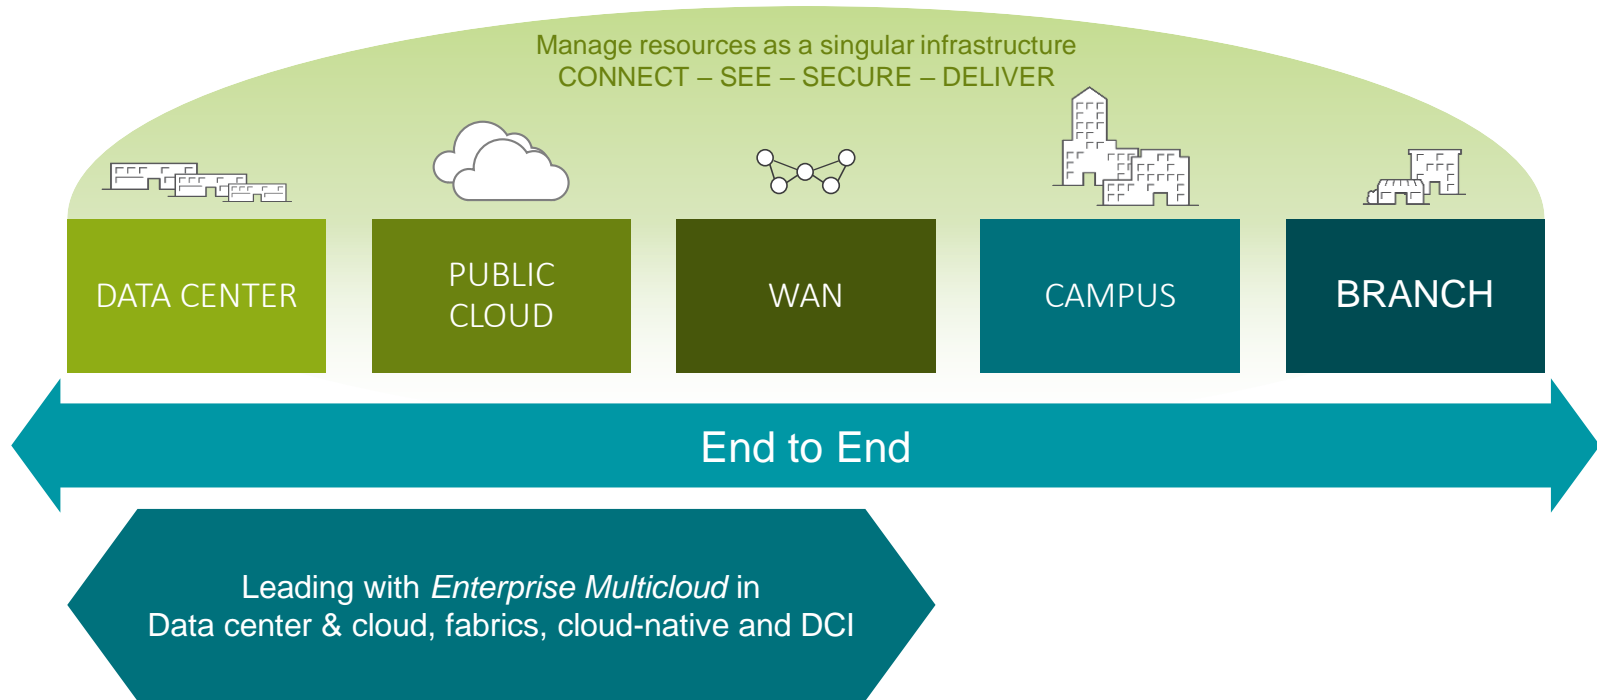 Manage resources as a singular infrastructure
CONNECT – SEE – SECURE – DELIVER
DATA CENTER
PUBLIC
CLOUD
WAN
CAMPUS
BRANCH
End to End
Leading with Enterprise Multicloud in
Data center & cloud, fabrics, cloud-native and DCI